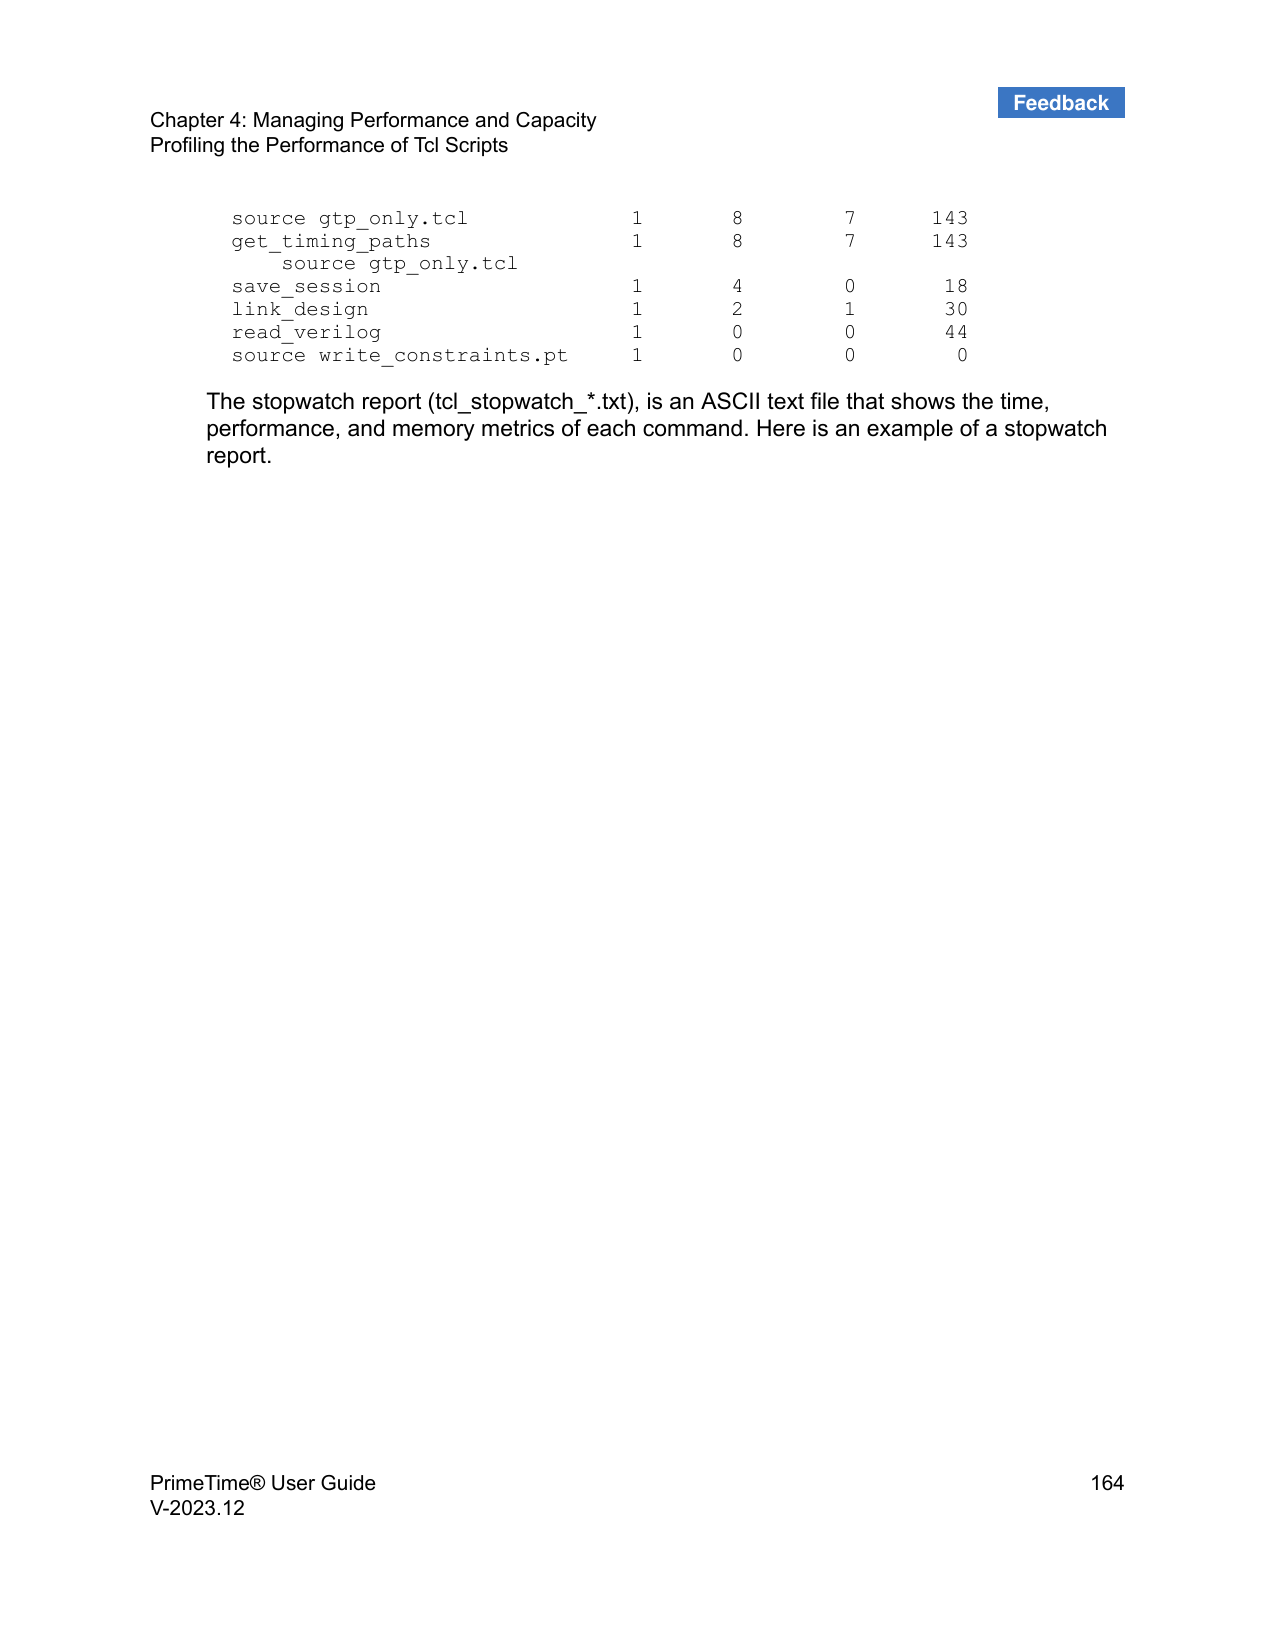 Feedback
Chapter 4: Managing Performance and Capacity
Profiling the Performance of Tcl Scripts
source gtp_only.tcl 1 8 7 143
get_timing_paths 1 8 7 143
source gtp_only.tcl
save_session 1 4 0 18
link_design 1 2 1 30
read_verilog 1 0 0 44
source write_constraints.pt 1 0 0 0
The stopwatch report (tcl_stopwatch_*.txt), is an ASCII text file that shows the time,
performance, and memory metrics of each command. Here is an example of a stopwatch
report.
PrimeTime® User Guide 164
V-2023.12